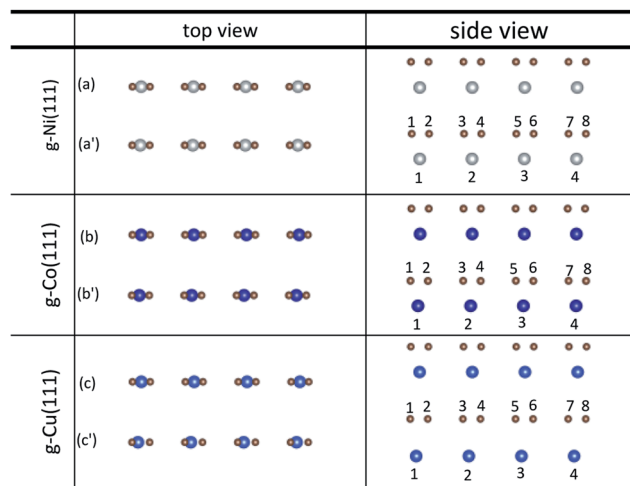 top view side view
g-Ni(111)
(a)
(a')
1 2 3 4 5 6 7 8
1 2 3 4
g-Co(111)
(b)
(b')
1 2 3 4 5 6 7 8
1 2 3 4
g-Cu(111)
(c)
(c')
1 2 3 4 5 6 7 8
1 2 3 4